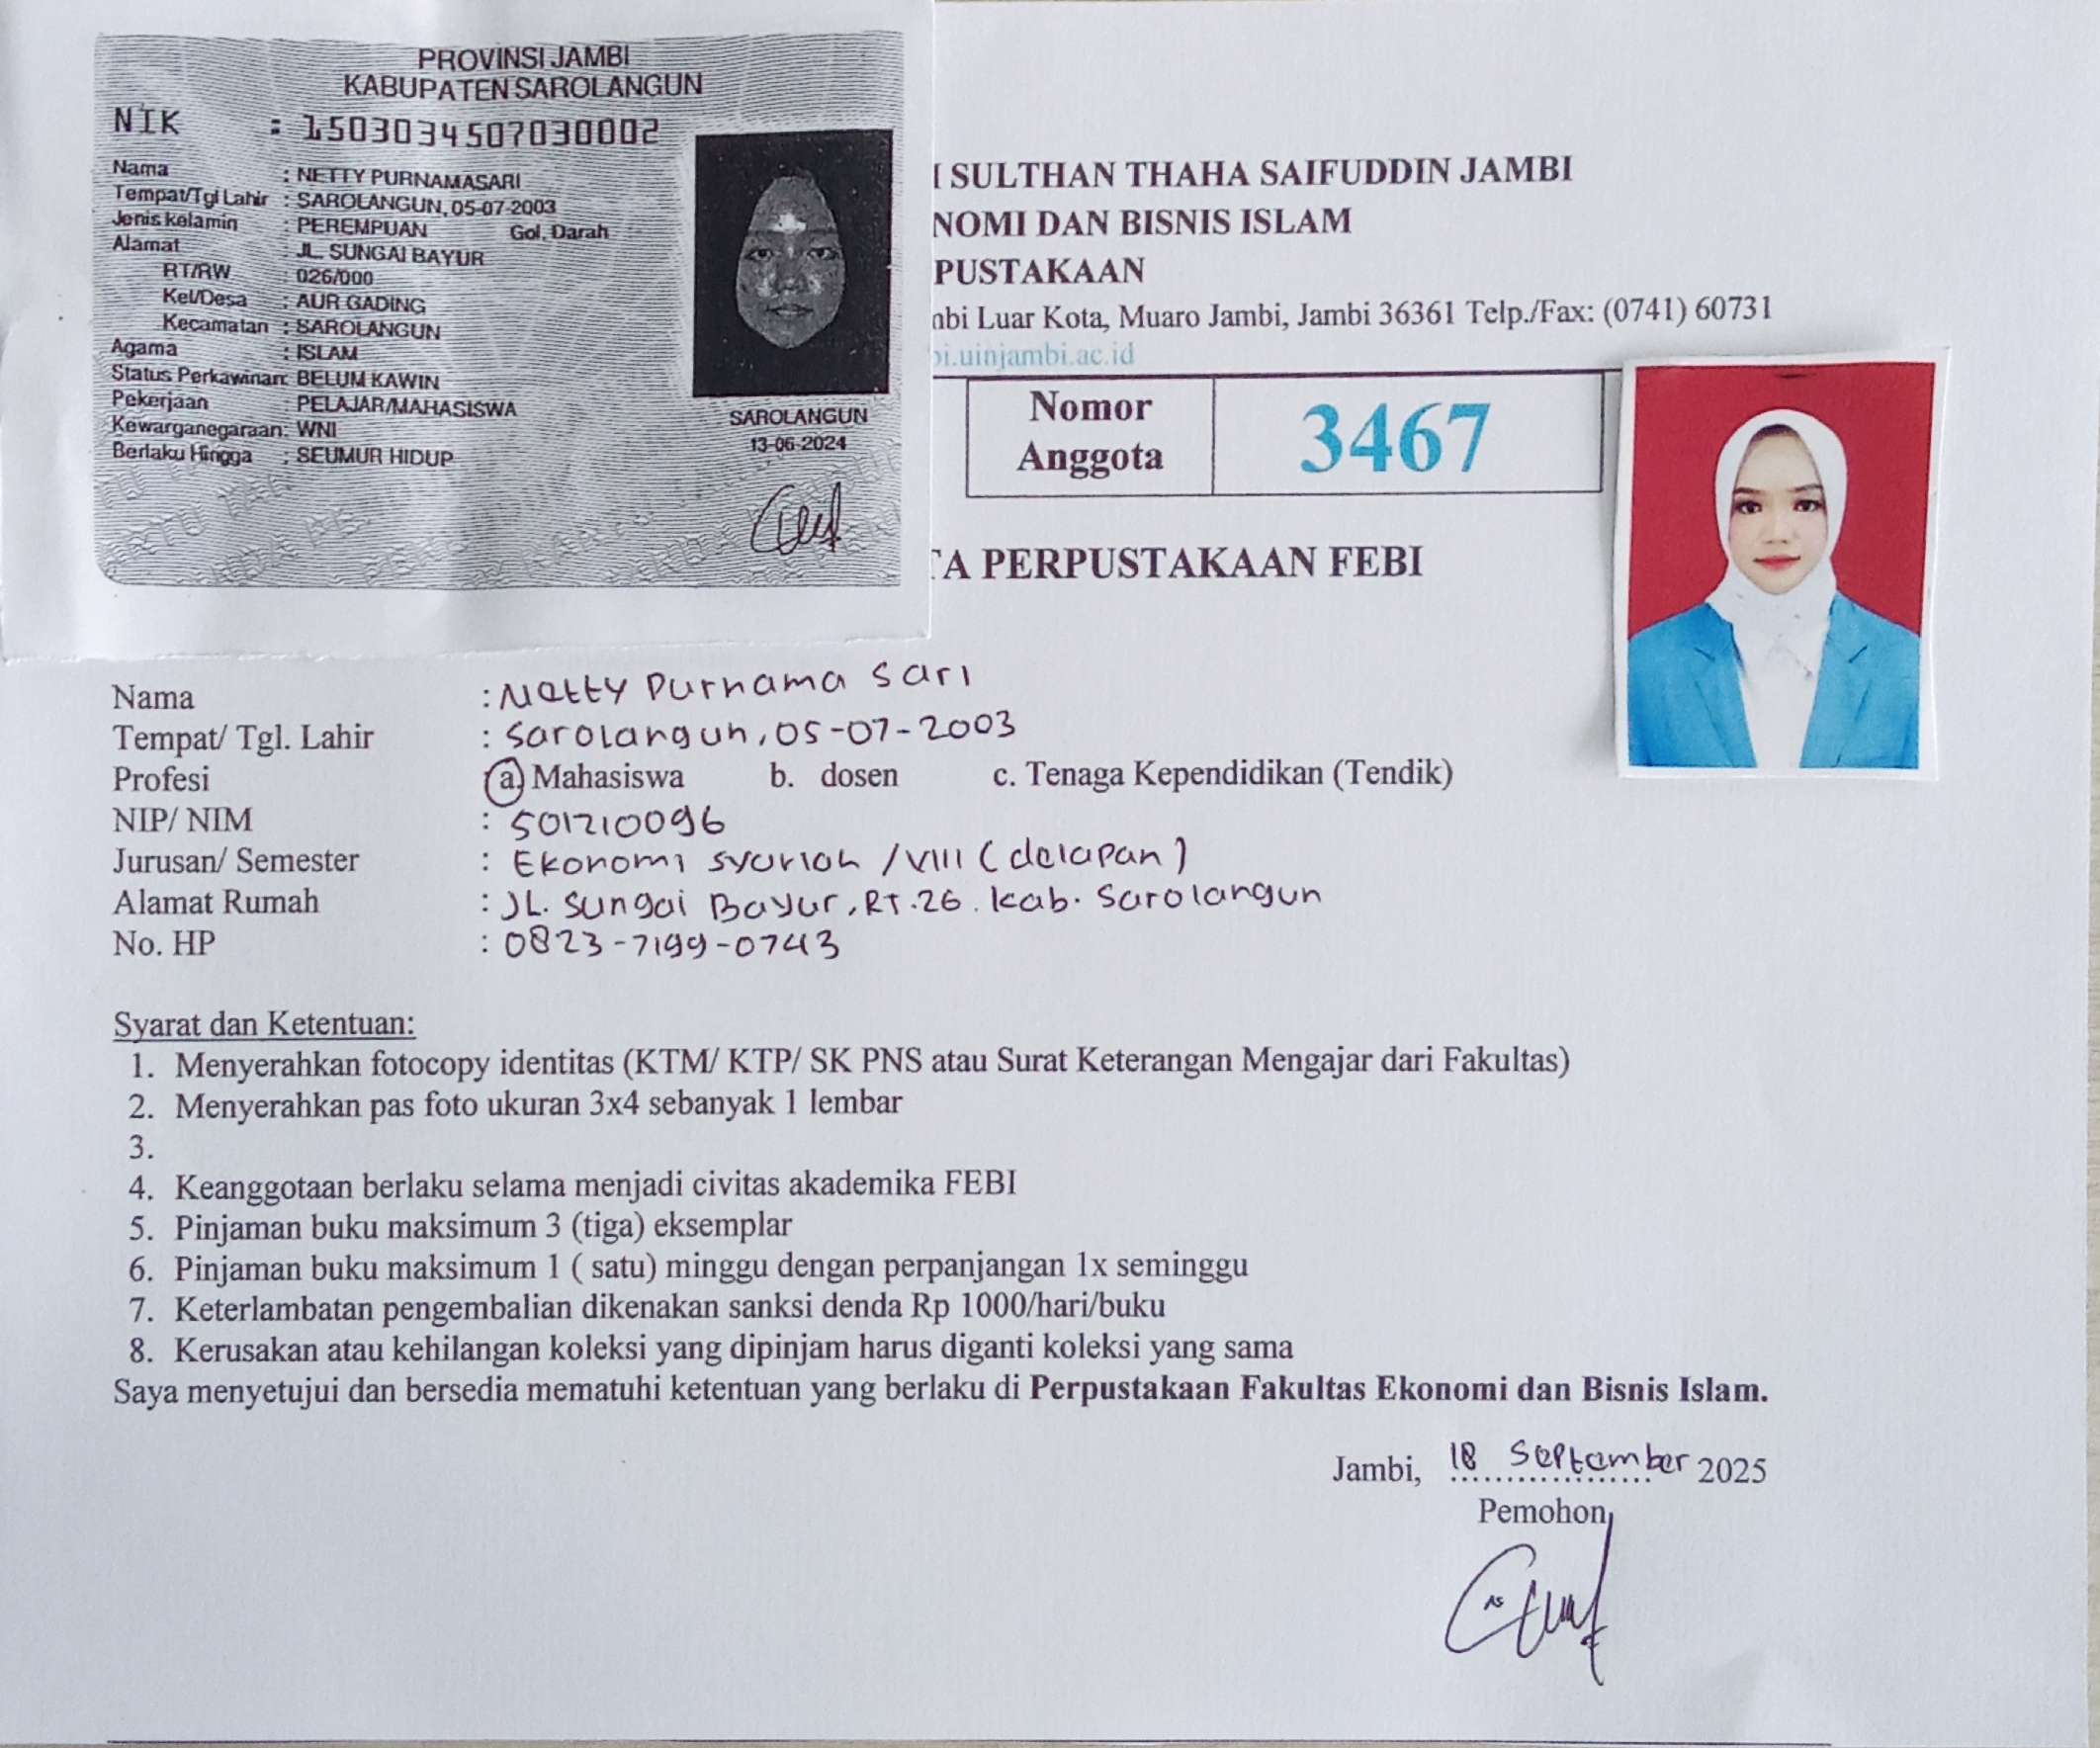 PROVINSI JAMBI
KABUPATEN SAROLANGUN
NIK : 1503034507030002
Nama : NETTY PURNAMASARI
Tempat/Tgl Lahir : SAROLANGUN, 05-07-2003
Jenis kelamin : PEREMPUAN Gol. Darah
Alamat : JL. SUNGAI BAYUR
RT/RW : 026/000
Kel/Desa : AUR GADING
Kecamatan : SAROLANGUN
Agama : ISLAM
Status Perkawinan: BELUM KAWIN
Pekerjaan : PELAJAR/MAHASISWA
Kewarganegaraan: WNI
Berlaku Hingga : SEUMUR HIDUP
SAROLANGUN
13-06-2024
I SULTHAN THAHA SAIFUDDIN JAMBI
NOMI DAN BISNIS ISLAM
PUSTAKAAN
nbi Luar Kota, Muaro Jambi, Jambi 36361 Telp./Fax: (0741) 60731
i.uinjambi.ac.id
Nomor
Anggota
3467
A PERPUSTAKAAN FEBI
Nama : Netty Purnama Sari
Tempat/ Tgl. Lahir : Sarolangun, 05-07-2003
Profesi a. Mahasiswa b. dosen c. Tenaga Kependidikan (Tendik)
NIP/ NIM : 501210096
Jurusan/ Semester : Ekonomi Syariah /VIII (delapan)
Alamat Rumah : JL. Sungai Bayur, RT.26. Kab. Sarolangun
No. HP : 0823-7199-0743
Syarat dan Ketentuan:
1. Menyerahkan fotocopy identitas (KTM/ KTP/ SK PNS atau Surat Keterangan Mengajar dari Fakultas)
2. Menyerahkan pas foto ukuran 3x4 sebanyak 1 lembar
3.
4. Keanggotaan berlaku selama menjadi civitas akademika FEBI
5. Pinjaman buku maksimum 3 (tiga) eksemplar
6. Pinjaman buku maksimum 1 ( satu) minggu dengan perpanjangan 1x seminggu
7. Keterlambatan pengembalian dikenakan sanksi denda Rp 1000/hari/buku
8. Kerusakan atau kehilangan koleksi yang dipinjam harus diganti koleksi yang sama
Saya menyetujui dan bersedia mematuhi ketentuan yang berlaku di Perpustakaan Fakultas Ekonomi dan Bisnis Islam.
Jambi, 18 September 2025
Pemohon,